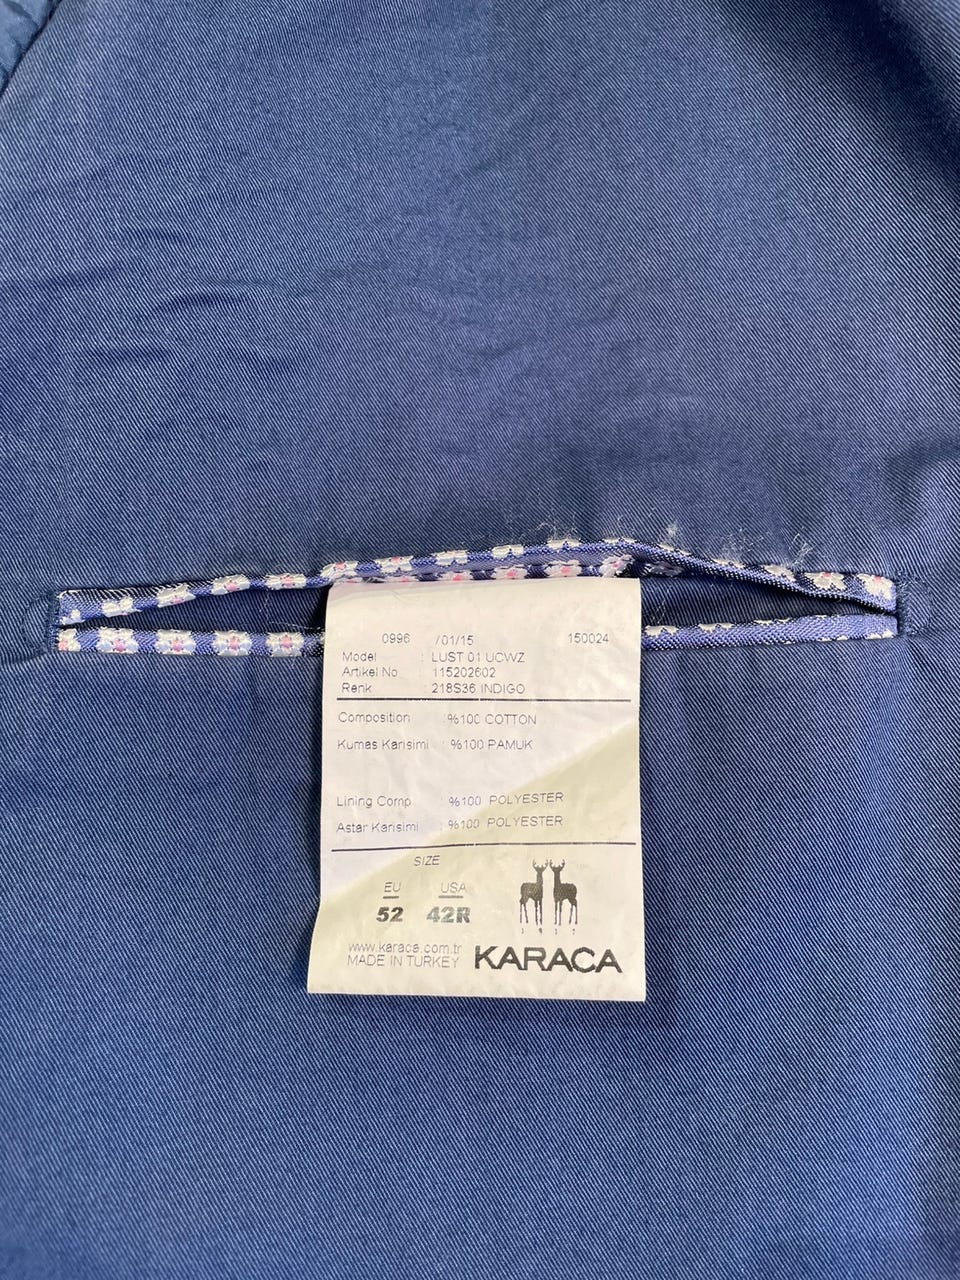 0996 /01/15 150024
Model : LUST 01 UCWZ
Artikel No : 115202602
Renk : 218S36 INDIGO
Composition : %100 COTTON
Kumas Karisimi : %100 PAMUK
Lining Comp : %100 POLYESTER
Astar Karisimi : %100 POLYESTER
SIZE
EU USA
52 42R
1917
www.karaca.com.tr
MADE IN TURKEY KARACA